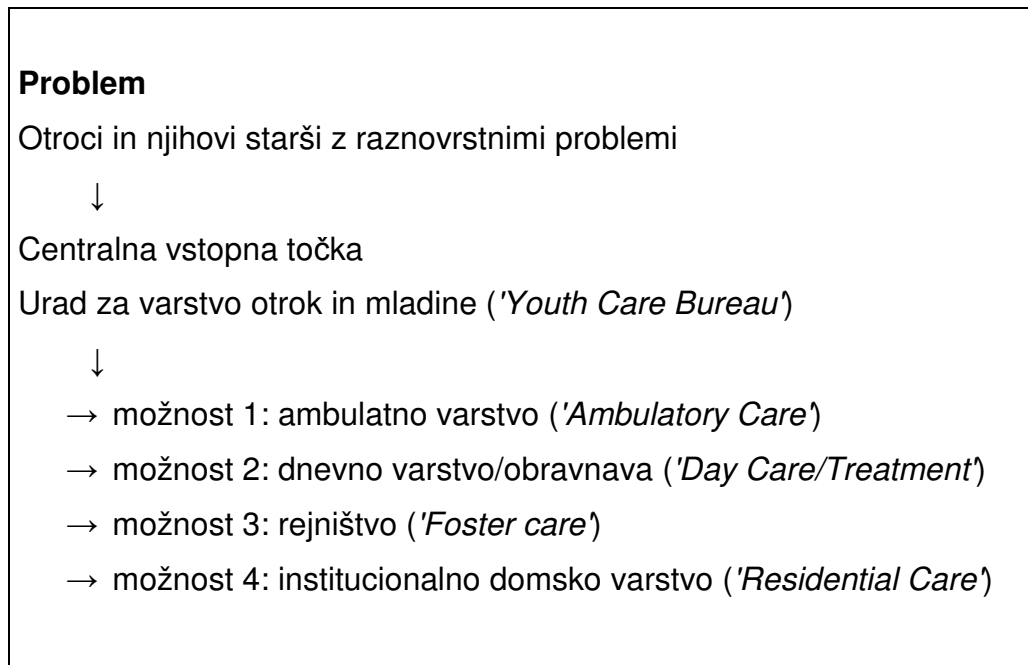 Problem
Otroci in njihovi starši z raznovrstnimi problemi
↓
Centralna vstopna točka
Urad za varstvo otrok in mladine ('Youth Care Bureau')
↓
→ možnost 1: ambulatno varstvo ('Ambulatory Care')
→ možnost 2: dnevno varstvo/obravnava ('Day Care/Treatment')
→ možnost 3: rejništvo ('Foster care')
→ možnost 4: institucionalno domsko varstvo ('Residential Care')